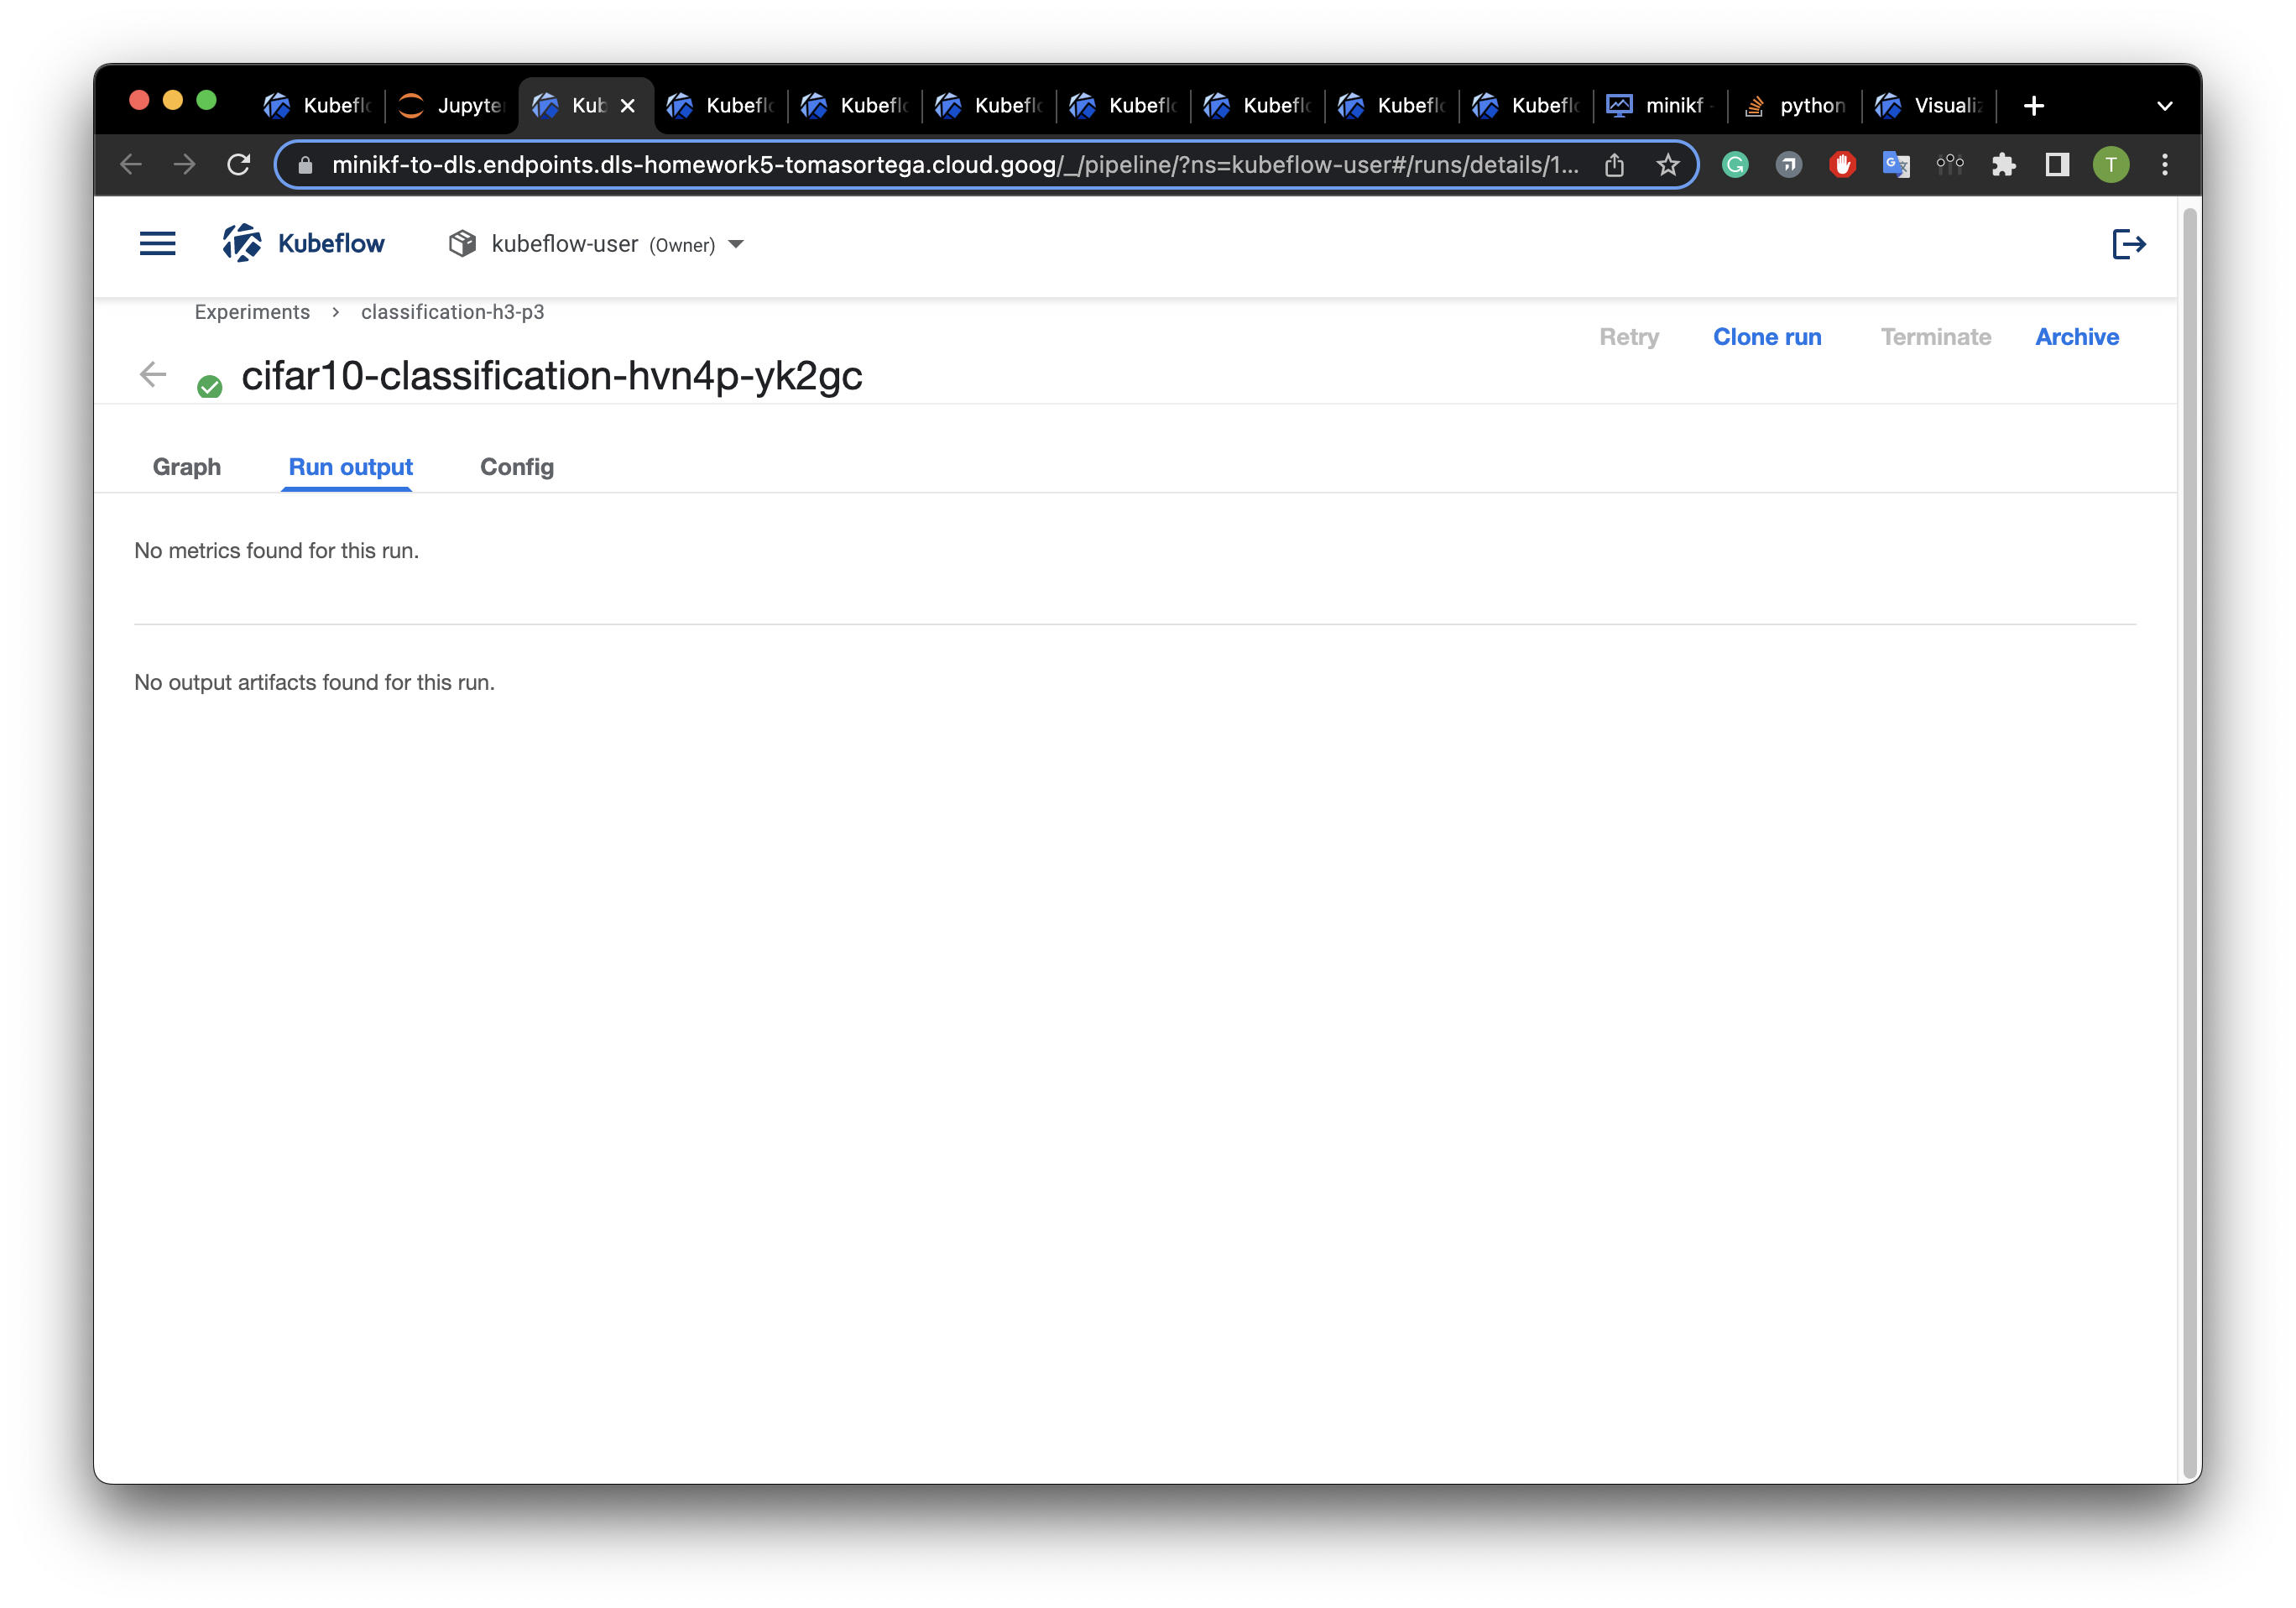 Kubefl Jupyte Kub Kubefl Kubefl Kubefl Kubefl Kubefl Kubefl Kubefl minikf python Visuali
minikf-to-dls.endpoints.dls-homework5-tomasortega.cloud.goog/_/pipeline/?ns=kubeflow-user#/runs/details/1... T
Kubeflow kubeflow-user (Owner)
Experiments > classification-h3-p3
Retry Clone run Terminate Archive
cifar10-classification-hvn4p-yk2gc
Graph Run output Config
No metrics found for this run.
No output artifacts found for this run.